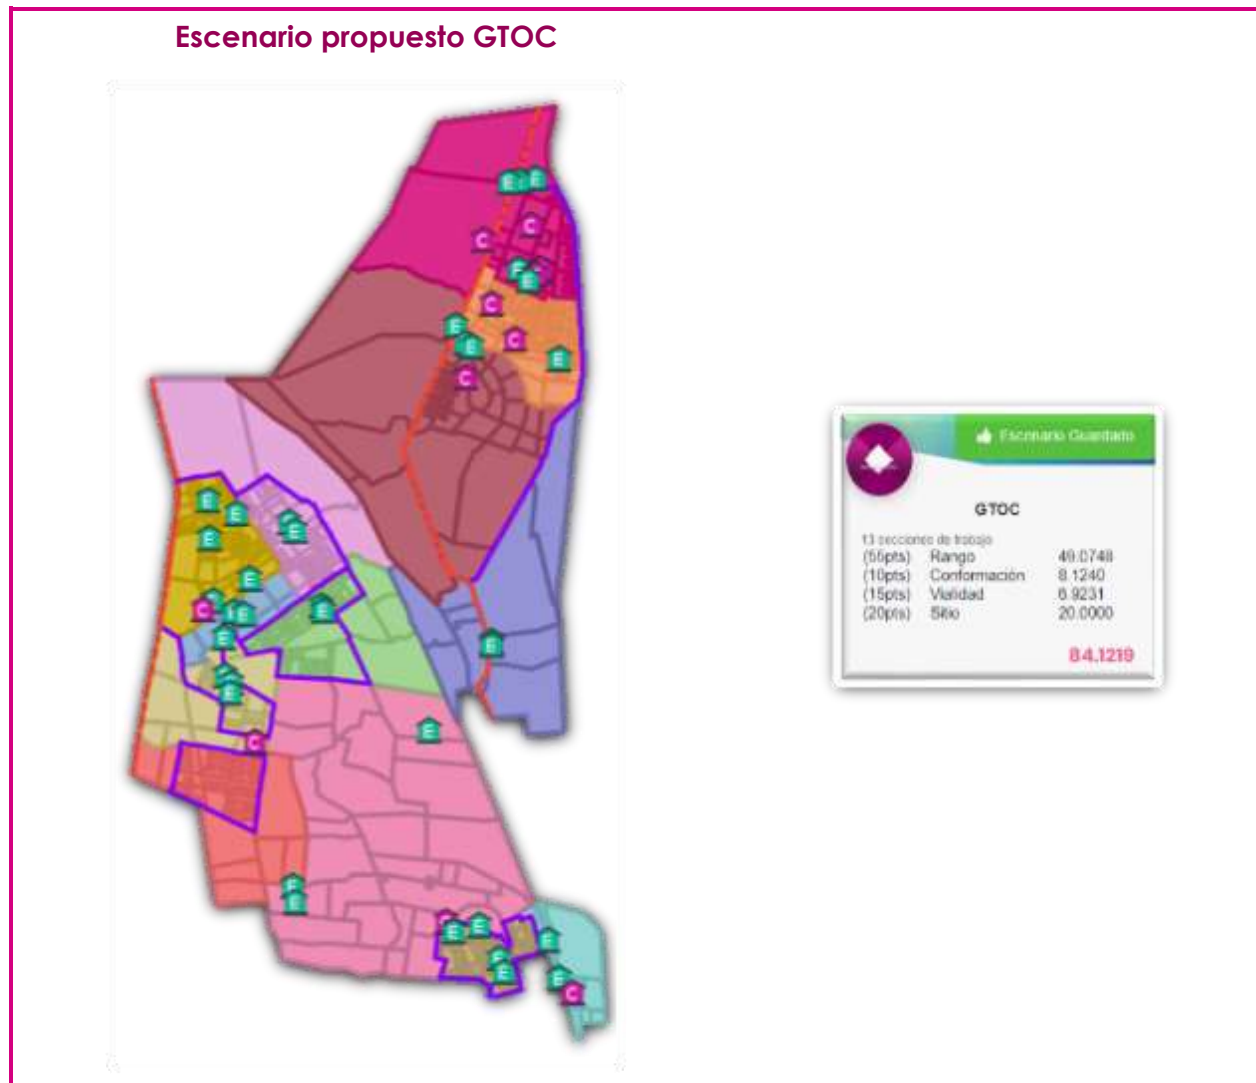 Escenario propuesto GTOC
Escenario Guardado
GTOC
13 secciones de trabajo
(55pts) Rango 49.0748
(10pts) Conformación 8.1240
(15pts) Vialidad 6.9231
(20pts) Sitio 20.0000
84.1219
E
E
C
C
E
E
C
E
C
E
E
C
E
E
E
E
E
E
C
E
E
E
E
E
E
C
E
E
E
E
E
E
E
E
E
C